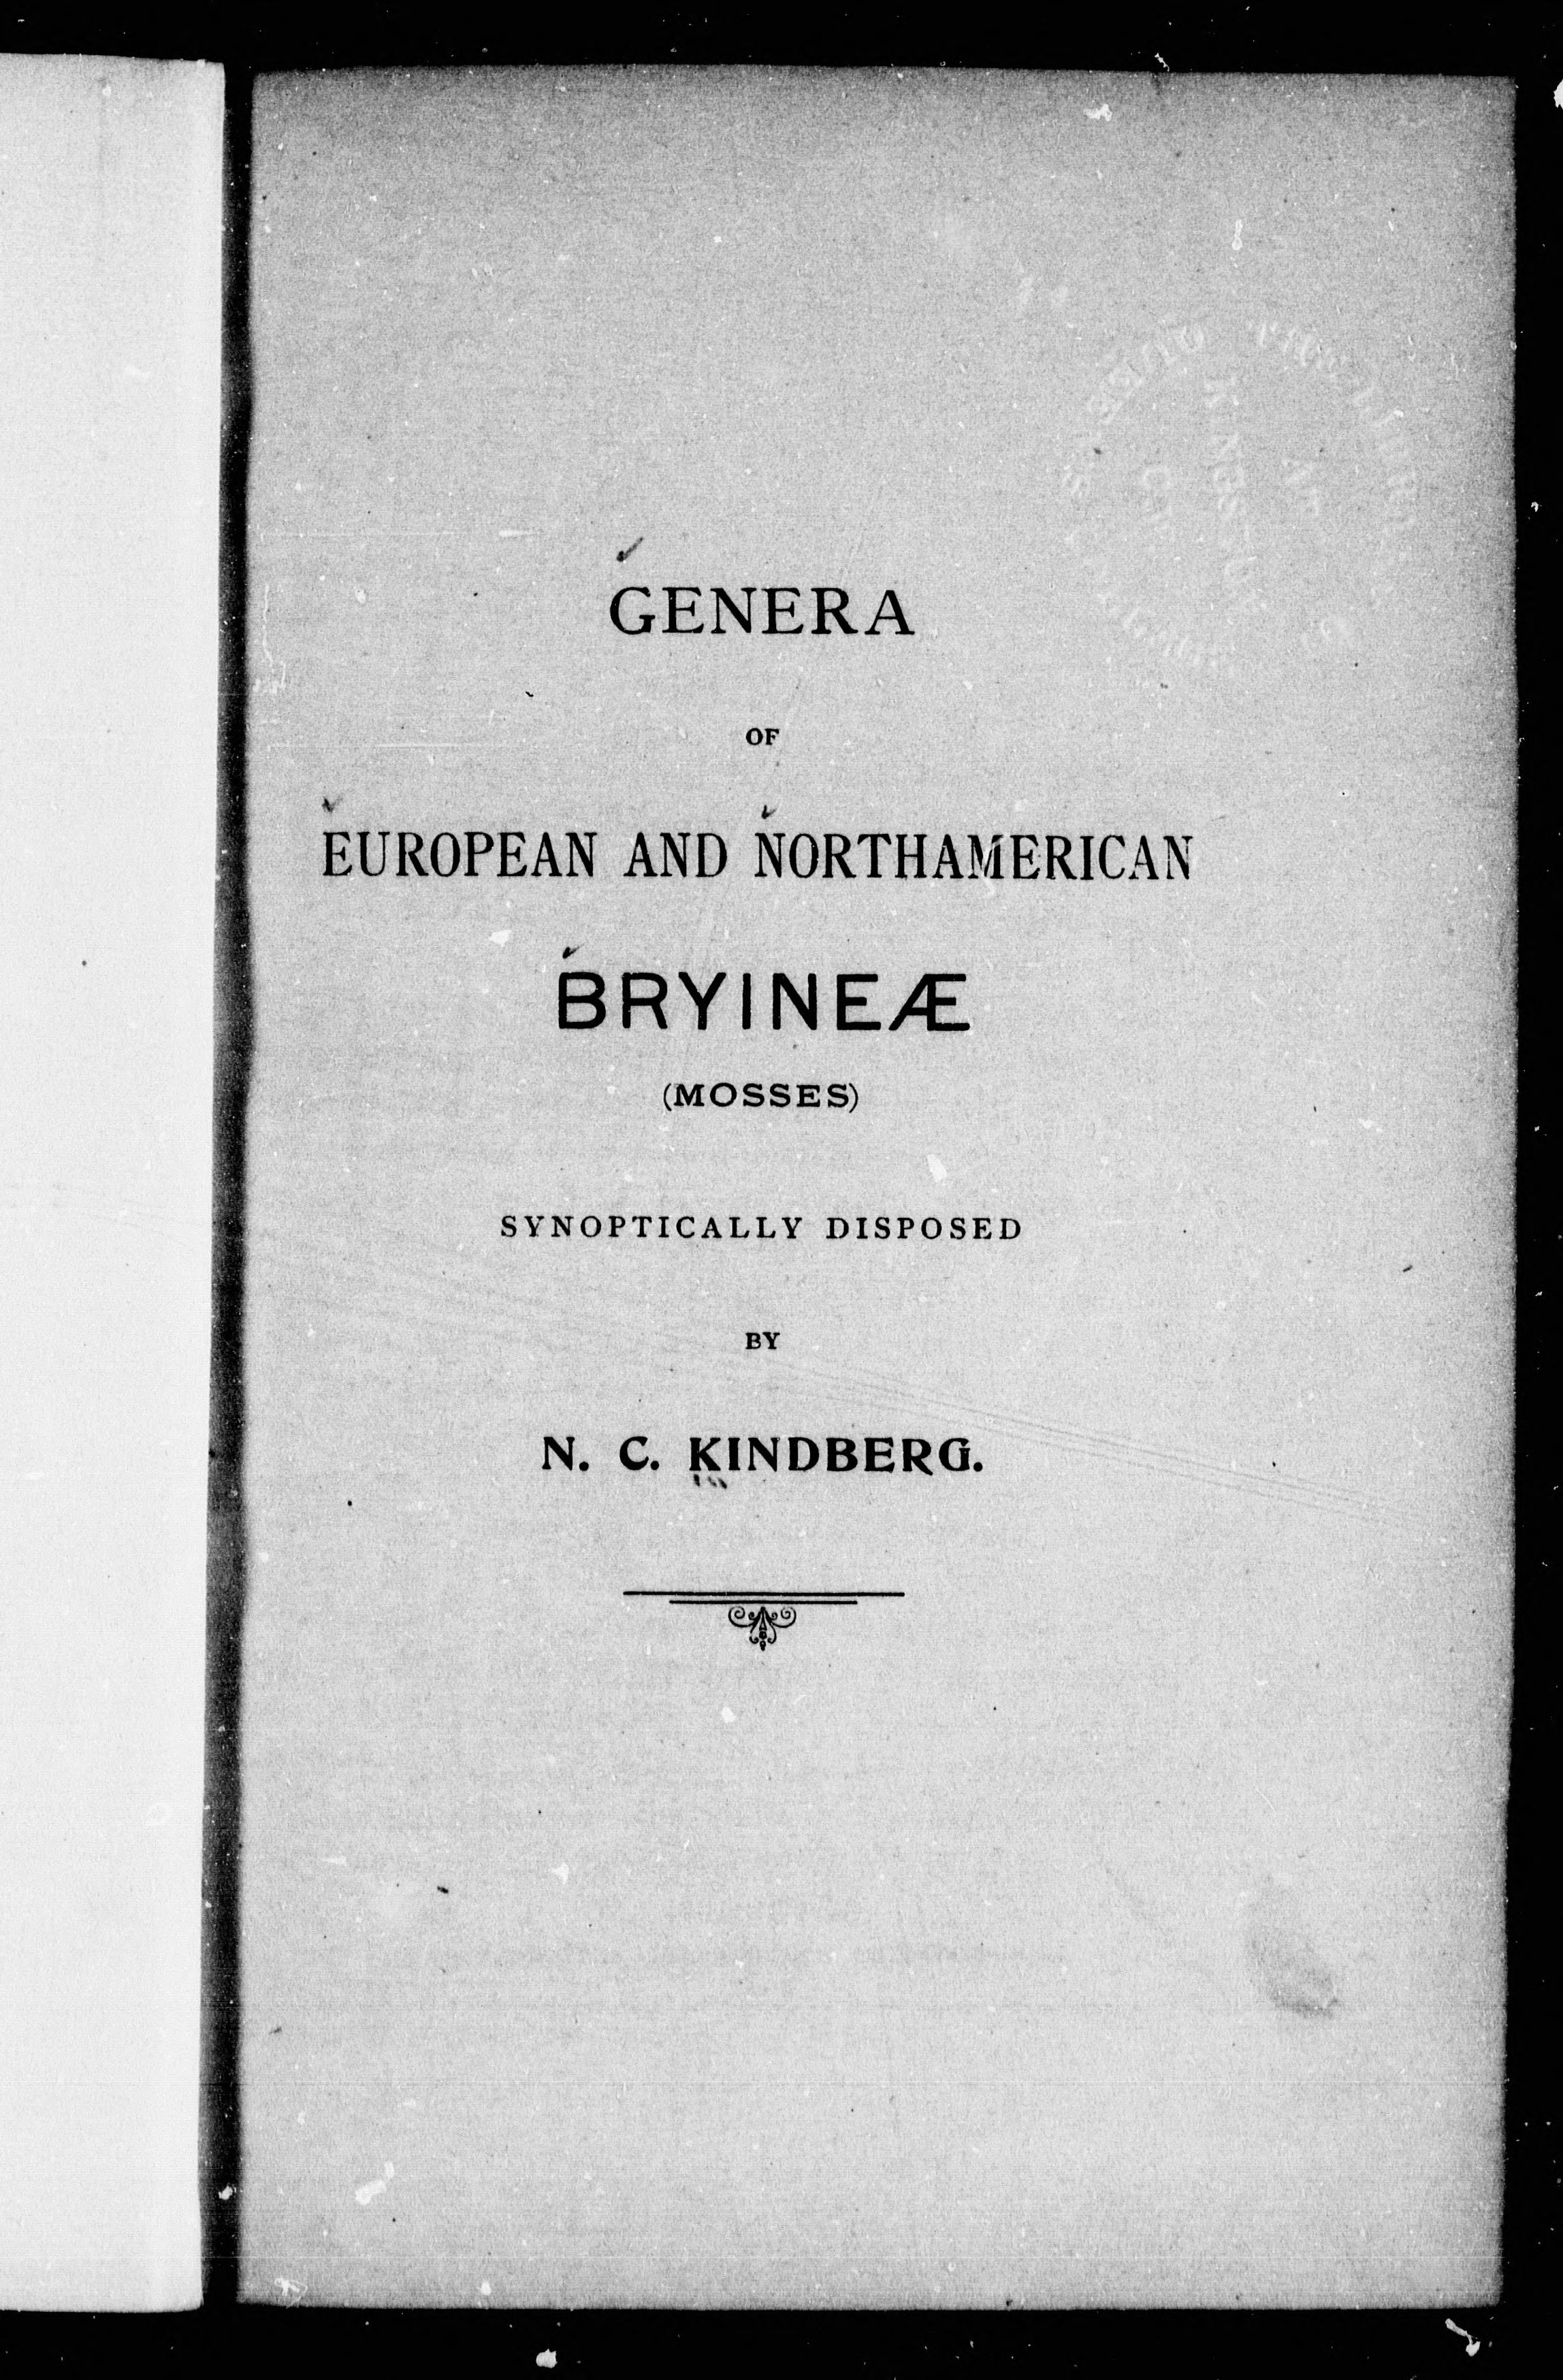 GENERA
OF
EUROPEAN AND NORTHAMERICAN
BRYINEÆ
(MOSSES)
SYNOPTICALLY DISPOSED
BY
N. C. KINDBERG.